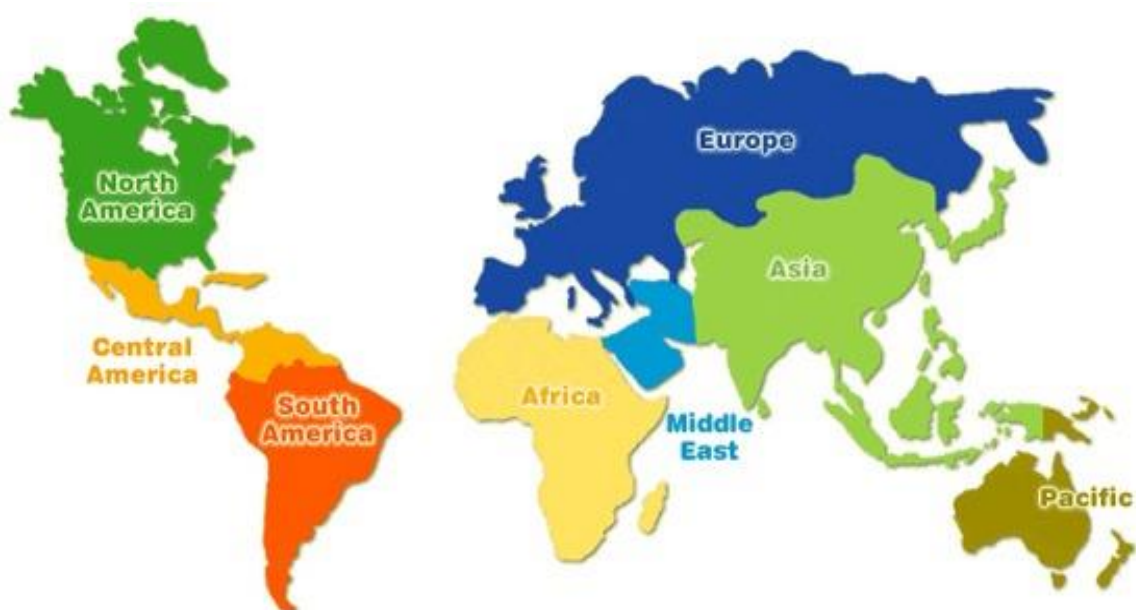 Europe
North
America
Asia
Central
America
South
America
Africa
Middle
East
Pacific